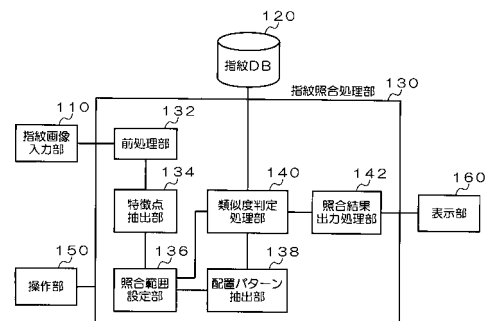 120
指紋DB
130
指紋照合処理部
110
指紋画像
入力部
132
前処理部
134
特徴点
抽出部
140
類似度判定
処理部
142
照合結果
出力処理部
160
表示部
150
操作部
136
照合範囲
設定部
138
配置パターン
抽出部